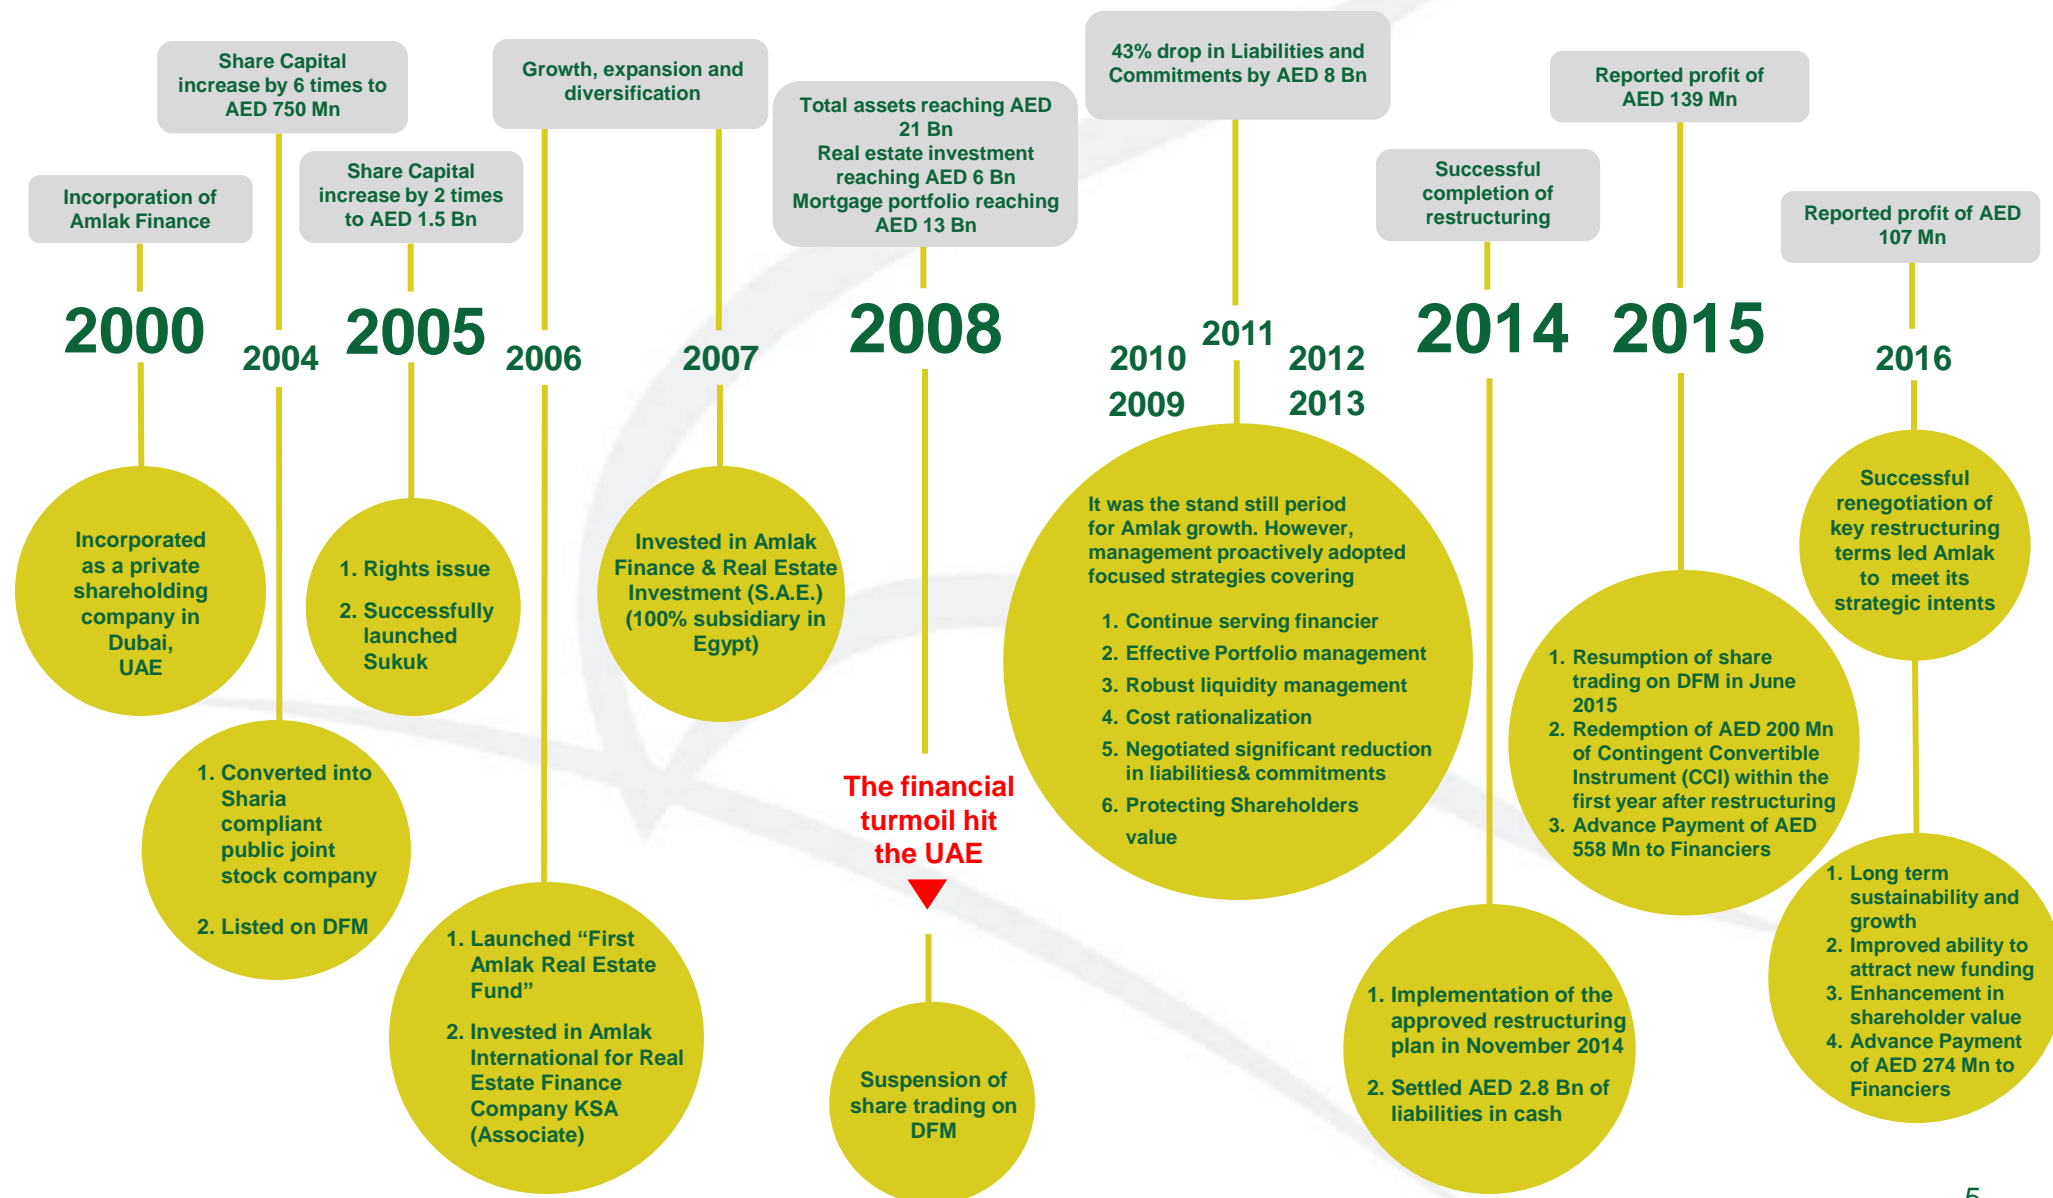 Incorporation of
Amlak Finance
2000
Incorporated
as a private
shareholding
company in
Dubai,
UAE
Share Capital
increase by 6 times to
AED 750 Mn
2004
1. Converted into
Sharia
compliant
public joint
stock company
2. Listed on DFM
Share Capital
increase by 2 times
to AED 1.5 Bn
2005
1. Rights issue
2. Successfully
launched
Sukuk
Growth, expansion and
diversification
2006
1. Launched “First
Amlak Real Estate
Fund”
2. Invested in Amlak
International for Real
Estate Finance
Company KSA
(Associate)
2007
Invested in Amlak
Finance & Real Estate
Investment (S.A.E.)
(100% subsidiary in
Egypt)
Total assets reaching AED
21 Bn
Real estate investment
reaching AED 6 Bn
Mortgage portfolio reaching
AED 13 Bn
2008
The financial
turmoil hit
the UAE
Suspension of
share trading on
DFM
43% drop in Liabilities and
Commitments by AED 8 Bn
2011
2010
2012
2009
2013
It was the stand still period
for Amlak growth. However,
management proactively adopted
focused strategies covering
1. Continue serving financier
2. Effective Portfolio management
3. Robust liquidity management
4. Cost rationalization
5. Negotiated significant reduction
in liabilities& commitments
6. Protecting Shareholders
value
Successful
completion of
restructuring
2014
1. Implementation of the
approved restructuring
plan in November 2014
2. Settled AED 2.8 Bn of
liabilities in cash
Reported profit of
AED 139 Mn
2015
1. Resumption of share
trading on DFM in June
2015
2. Redemption of AED 200 Mn
of Contingent Convertible
Instrument (CCI) within the
first year after restructuring
3. Advance Payment of AED
558 Mn to Financiers
Reported profit of AED
107 Mn
2016
Successful
renegotiation of
key restructuring
terms led Amlak
to meet its
strategic intents
1. Long term
sustainability and
growth
2. Improved ability to
attract new funding
3. Enhancement in
shareholder value
4. Advance Payment
of AED 274 Mn to
Financiers
5